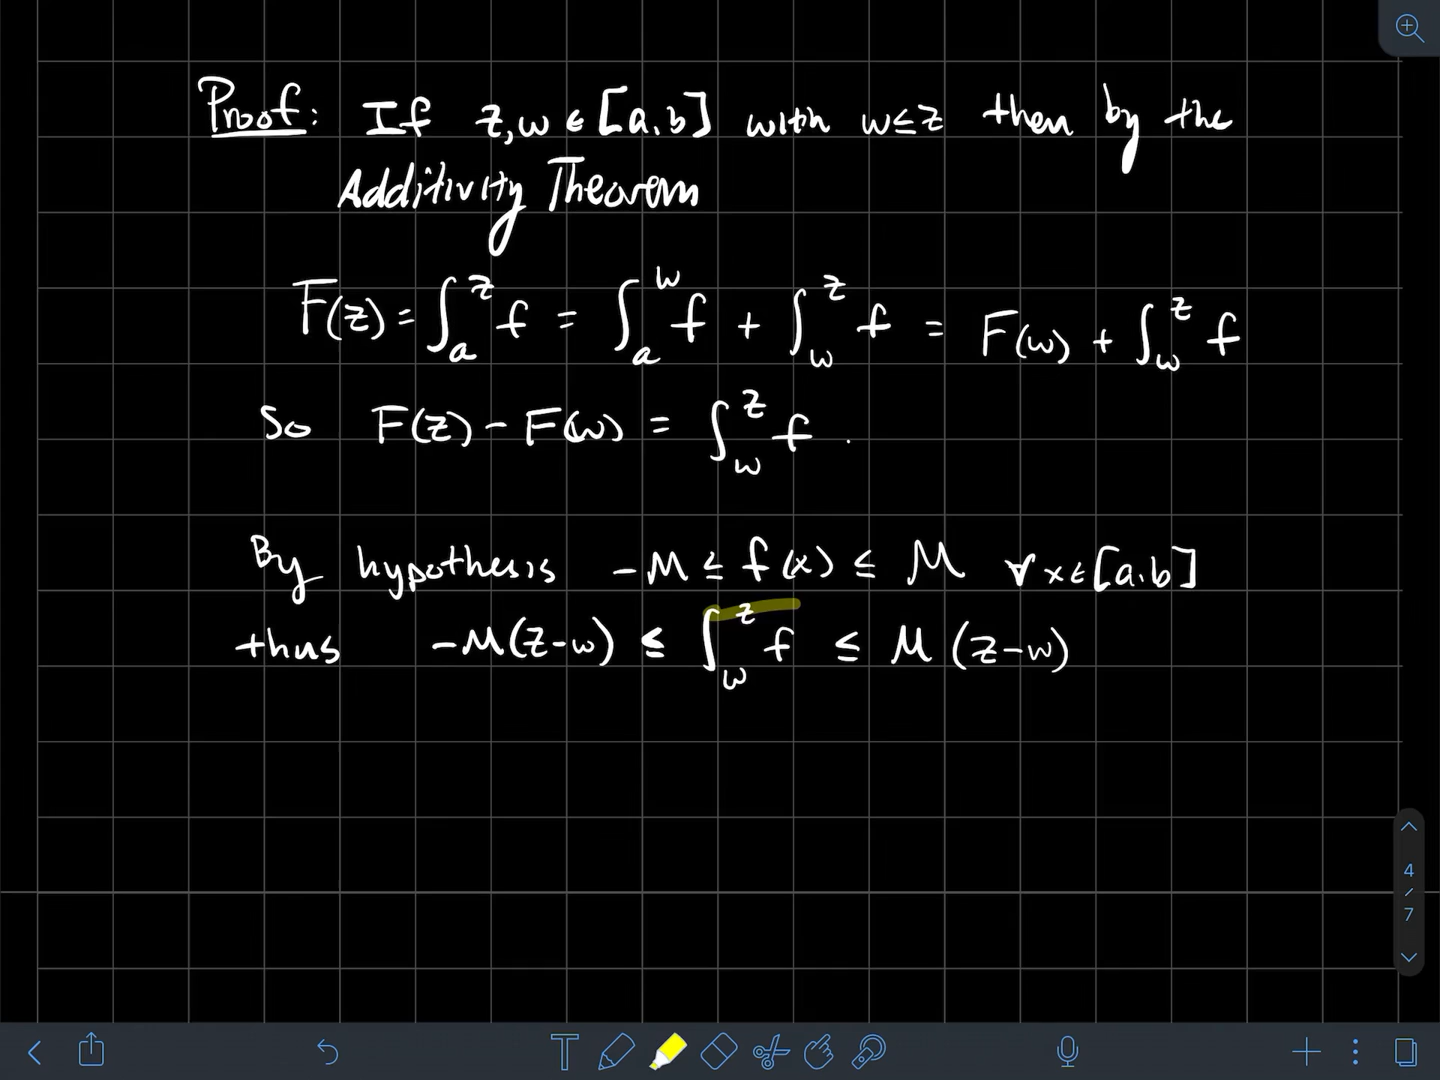 Proof: If z,w ∈ [a,b] with w≤z then by the
Additivity Theorem
F(z) = ∫_a^z f = ∫_a^w f + ∫_w^z f = F(w) + ∫_w^z f
So F(z) - F(w) = ∫_w^z f .
By hypothesis -M ≤ f(x) ≤ M ∀x∈[a,b]
thus -M(z-w) ≤ ∫_w^z f ≤ M(z-w)
4
/
7
T